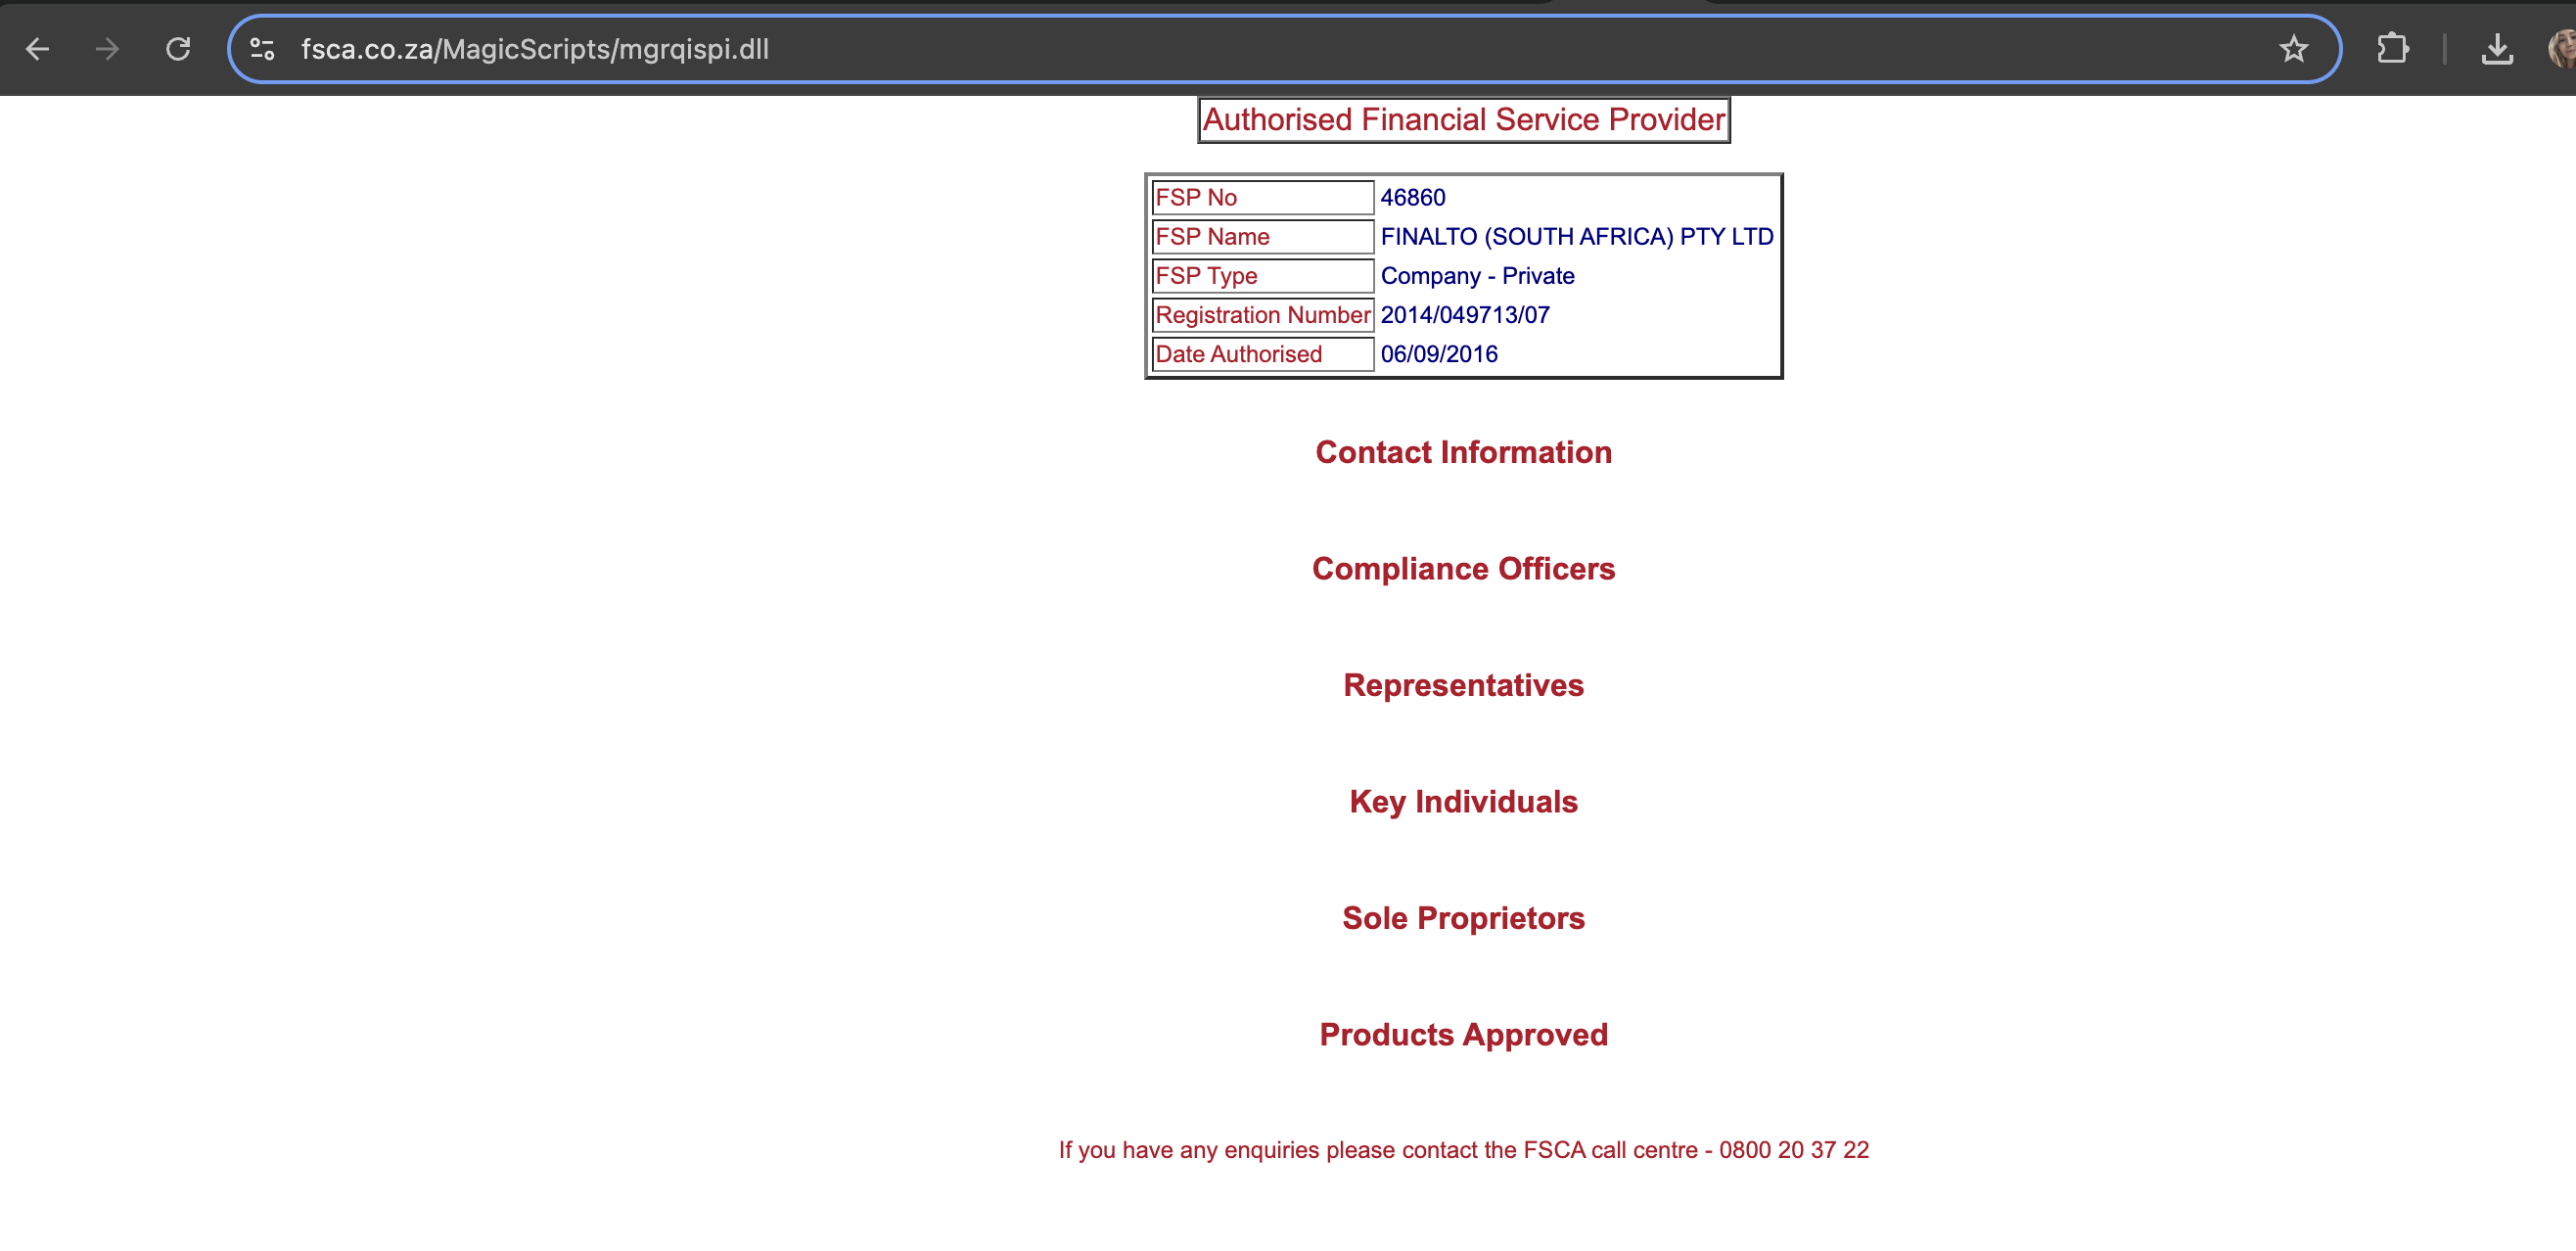 fsca.co.za/MagicScripts/mgrqispi.dll
Authorised Financial Service Provider
FSP No 46860
FSP Name FINALTO (SOUTH AFRICA) PTY LTD
FSP Type Company - Private
Registration Number 2014/049713/07
Date Authorised 06/09/2016
Contact Information
Compliance Officers
Representatives
Key Individuals
Sole Proprietors
Products Approved
If you have any enquiries please contact the FSCA call centre - 0800 20 37 22